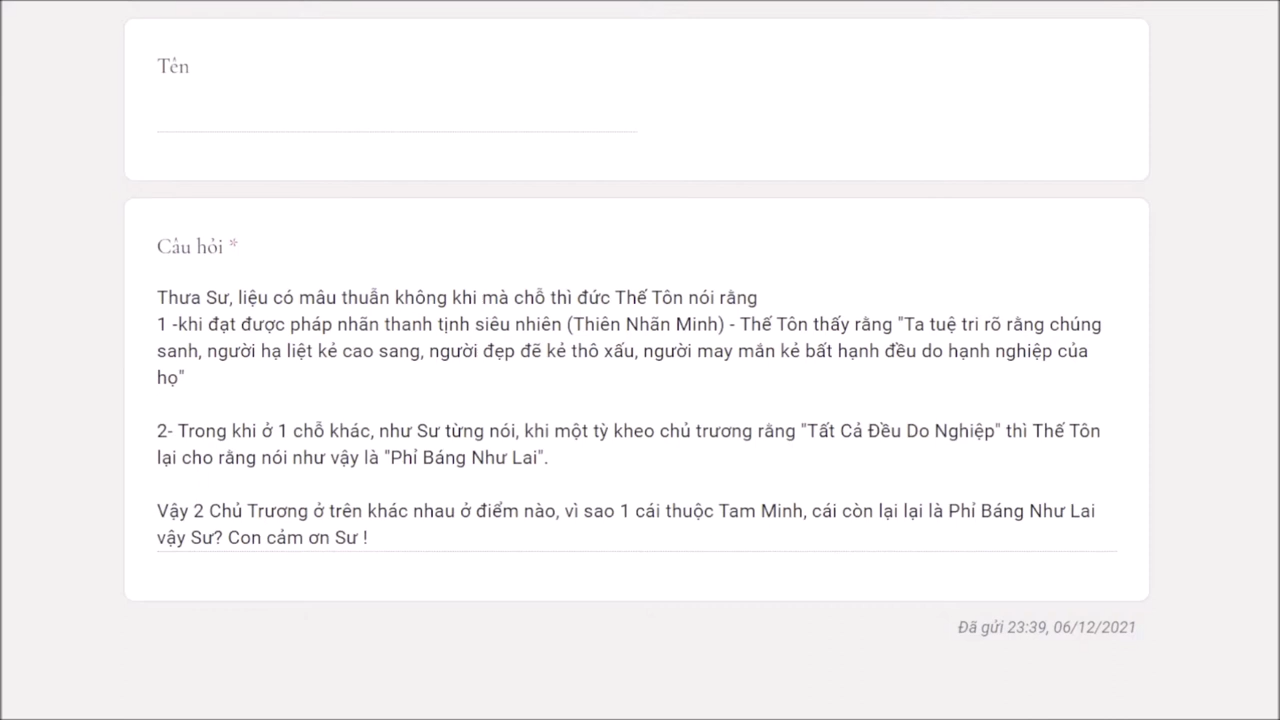 Tên
Câu hỏi *
Thưa Sư, liệu có mâu thuẫn không khi mà chỗ thì đức Thế Tôn nói rằng
1 -khi đạt được pháp nhãn thanh tịnh siêu nhiên (Thiên Nhãn Minh) - Thế Tôn thấy rằng "Ta tuệ tri rõ rằng chúng
sanh, người hạ liệt kẻ cao sang, người đẹp đẽ kẻ thô xấu, người may mắn kẻ bất hạnh đều do hạnh nghiệp của
họ"
2- Trong khi ở 1 chỗ khác, như Sư từng nói, khi một tỳ kheo chủ trương rằng "Tất Cả Đều Do Nghiệp" thì Thế Tôn
lại cho rằng nói như vậy là "Phỉ Báng Như Lai".
Vậy 2 Chủ Trương ở trên khác nhau ở điểm nào, vì sao 1 cái thuộc Tam Minh, cái còn lại lại là Phỉ Báng Như Lai
vậy Sư? Con cảm ơn Sư !
Đã gửi 23:39, 06/12/2021